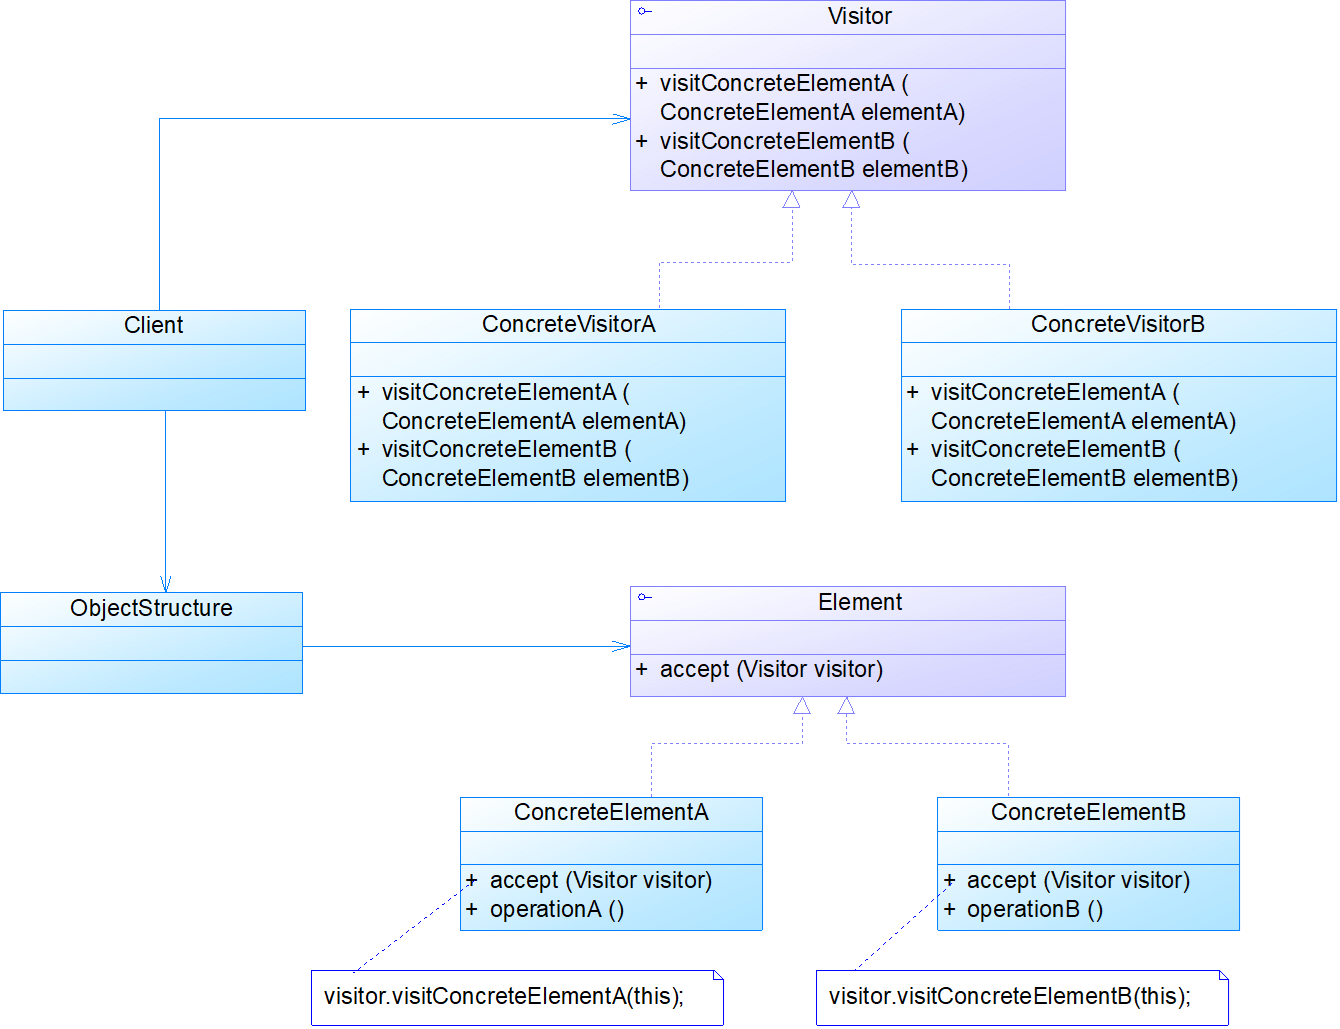 Visitor
+ visitConcreteElementA (
ConcreteElementA elementA)
+ visitConcreteElementB (
ConcreteElementB elementB)
Client
ConcreteVisitorA
+ visitConcreteElementA (
ConcreteElementA elementA)
+ visitConcreteElementB (
ConcreteElementB elementB)
ConcreteVisitorB
+ visitConcreteElementA (
ConcreteElementA elementA)
+ visitConcreteElementB (
ConcreteElementB elementB)
ObjectStructure
Element
+ accept (Visitor visitor)
ConcreteElementA
+ accept (Visitor visitor)
+ operationA ()
ConcreteElementB
+ accept (Visitor visitor)
+ operationB ()
visitor.visitConcreteElementA(this);
visitor.visitConcreteElementB(this);